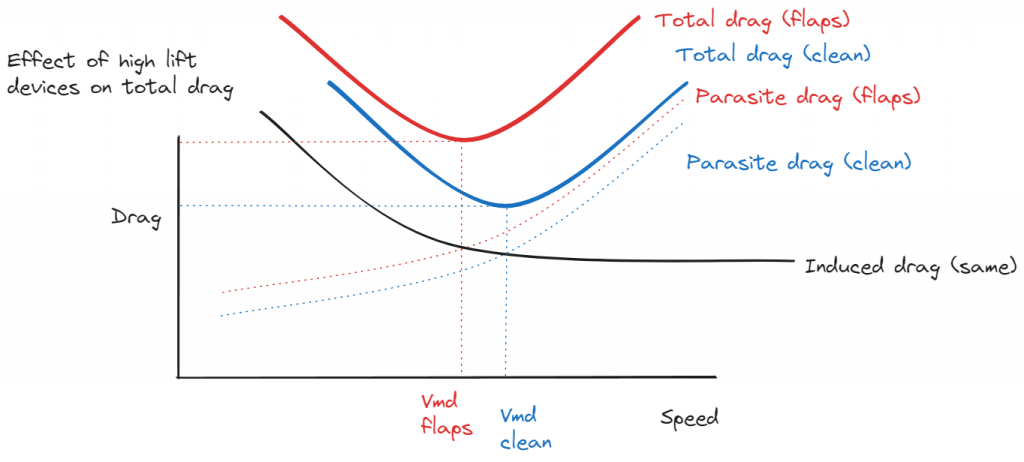 Total drag (flaps)
Effect of high lift
devices on total drag
Total drag (clean)
Parasite drag (flaps)
Parasite drag (clean)
Drag
Induced drag (same)
Vmd
flaps
Vmd
clean
Speed